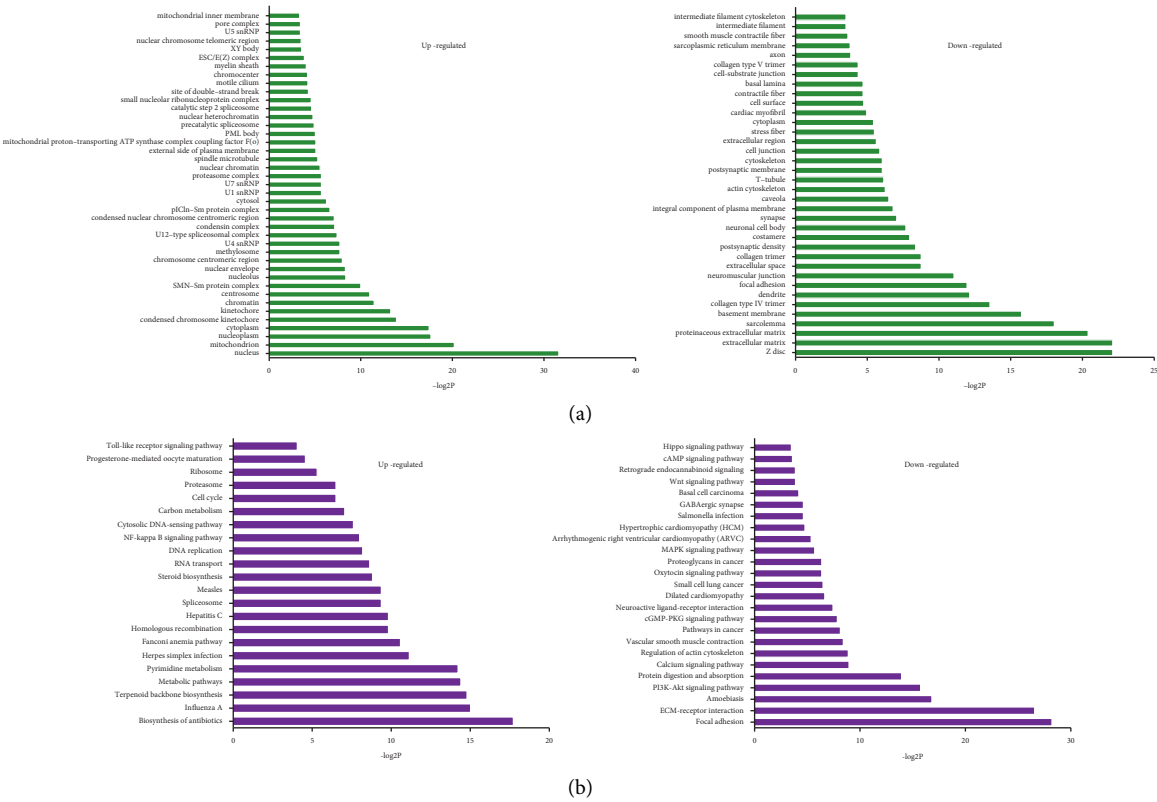 mitochondrial inner membrane
pore complex
U5 snRNP
nuclear chromosome telomeric region
XY body
ESC/E(Z) complex
myelin sheath
chromocenter
motile cilium
site of double−strand break
small nucleolar ribonucleoprotein complex
catalytic step 2 spliceosome
nuclear heterochromatin
precatalytic spliceosome
PML body
mitochondrial proton−transporting ATP synthase complex coupling factor F(o)
external side of plasma membrane
spindle microtubule
nuclear chromatin
proteasome complex
U7 snRNP
U1 snRNP
cytosol
pICln−Sm protein complex
condensed nuclear chromosome centromeric region
condensin complex
U12−type spliceosomal complex
U4 snRNP
methylosome
chromosome centromeric region
nuclear envelope
nucleolus
SMN−Sm protein complex
centrosome
chromatin
kinetochore
condensed chromosome kinetochore
cytoplasm
nucleoplasm
mitochondrion
nucleus
Up -regulated
0 10 20 30 40
−log2P
intermediate filament cytoskeleton
intermediate filament
smooth muscle contractile fiber
sarcoplasmic reticulum membrane
axon
collagen type V trimer
cell-substrate junction
basal lamina
contractile fiber
cell surface
cardiac myofibril
cytoplasm
stress fiber
extracellular region
cell junction
cytoskeleton
postsynaptic membrane
T−tubule
actin cytoskeleton
caveola
integral component of plasma membrane
synapse
neuronal cell body
costamere
postsynaptic density
collagen trimer
extracellular space
neuromuscular junction
focal adhesion
dendrite
collagen type IV trimer
basement membrane
sarcolemma
proteinaceous extracellular matrix
extracellular matrix
Z disc
Down -regulated
0 5 10 15 20 25
−log2P
(a)
Toll-like receptor signaling pathway
Progesterone-mediated oocyte maturation
Ribosome
Proteasome
Cell cycle
Carbon metabolism
Cytosolic DNA-sensing pathway
NF-kappa B signaling pathway
DNA replication
RNA transport
Steroid biosynthesis
Measles
Spliceosome
Hepatitis C
Homologous recombination
Fanconi anemia pathway
Herpes simplex infection
Pyrimidine metabolism
Metabolic pathways
Terpenoid backbone biosynthesis
Influenza A
Biosynthesis of antibiotics
Up -regulated
0 5 10 15 20
-log2P
Hippo signaling pathway
cAMP signaling pathway
Retrograde endocannabinoid signaling
Wnt signaling pathway
Basal cell carcinoma
GABAergic synapse
Salmonella infection
Hypertrophic cardiomyopathy (HCM)
Arrhythmogenic right ventricular cardiomyopathy (ARVC)
MAPK signaling pathway
Proteoglycans in cancer
Oxytocin signaling pathway
Small cell lung cancer
Dilated cardiomyopathy
Neuroactive ligand-receptor interaction
cGMP-PKG signaling pathway
Pathways in cancer
Vascular smooth muscle contraction
Regulation of actin cytoskeleton
Calcium signaling pathway
Protein digestion and absorption
PI3K-Akt signaling pathway
Amoebiasis
ECM-receptor interaction
Focal adhesion
Down -regulated
0 10 20 30
-log2P
(b)